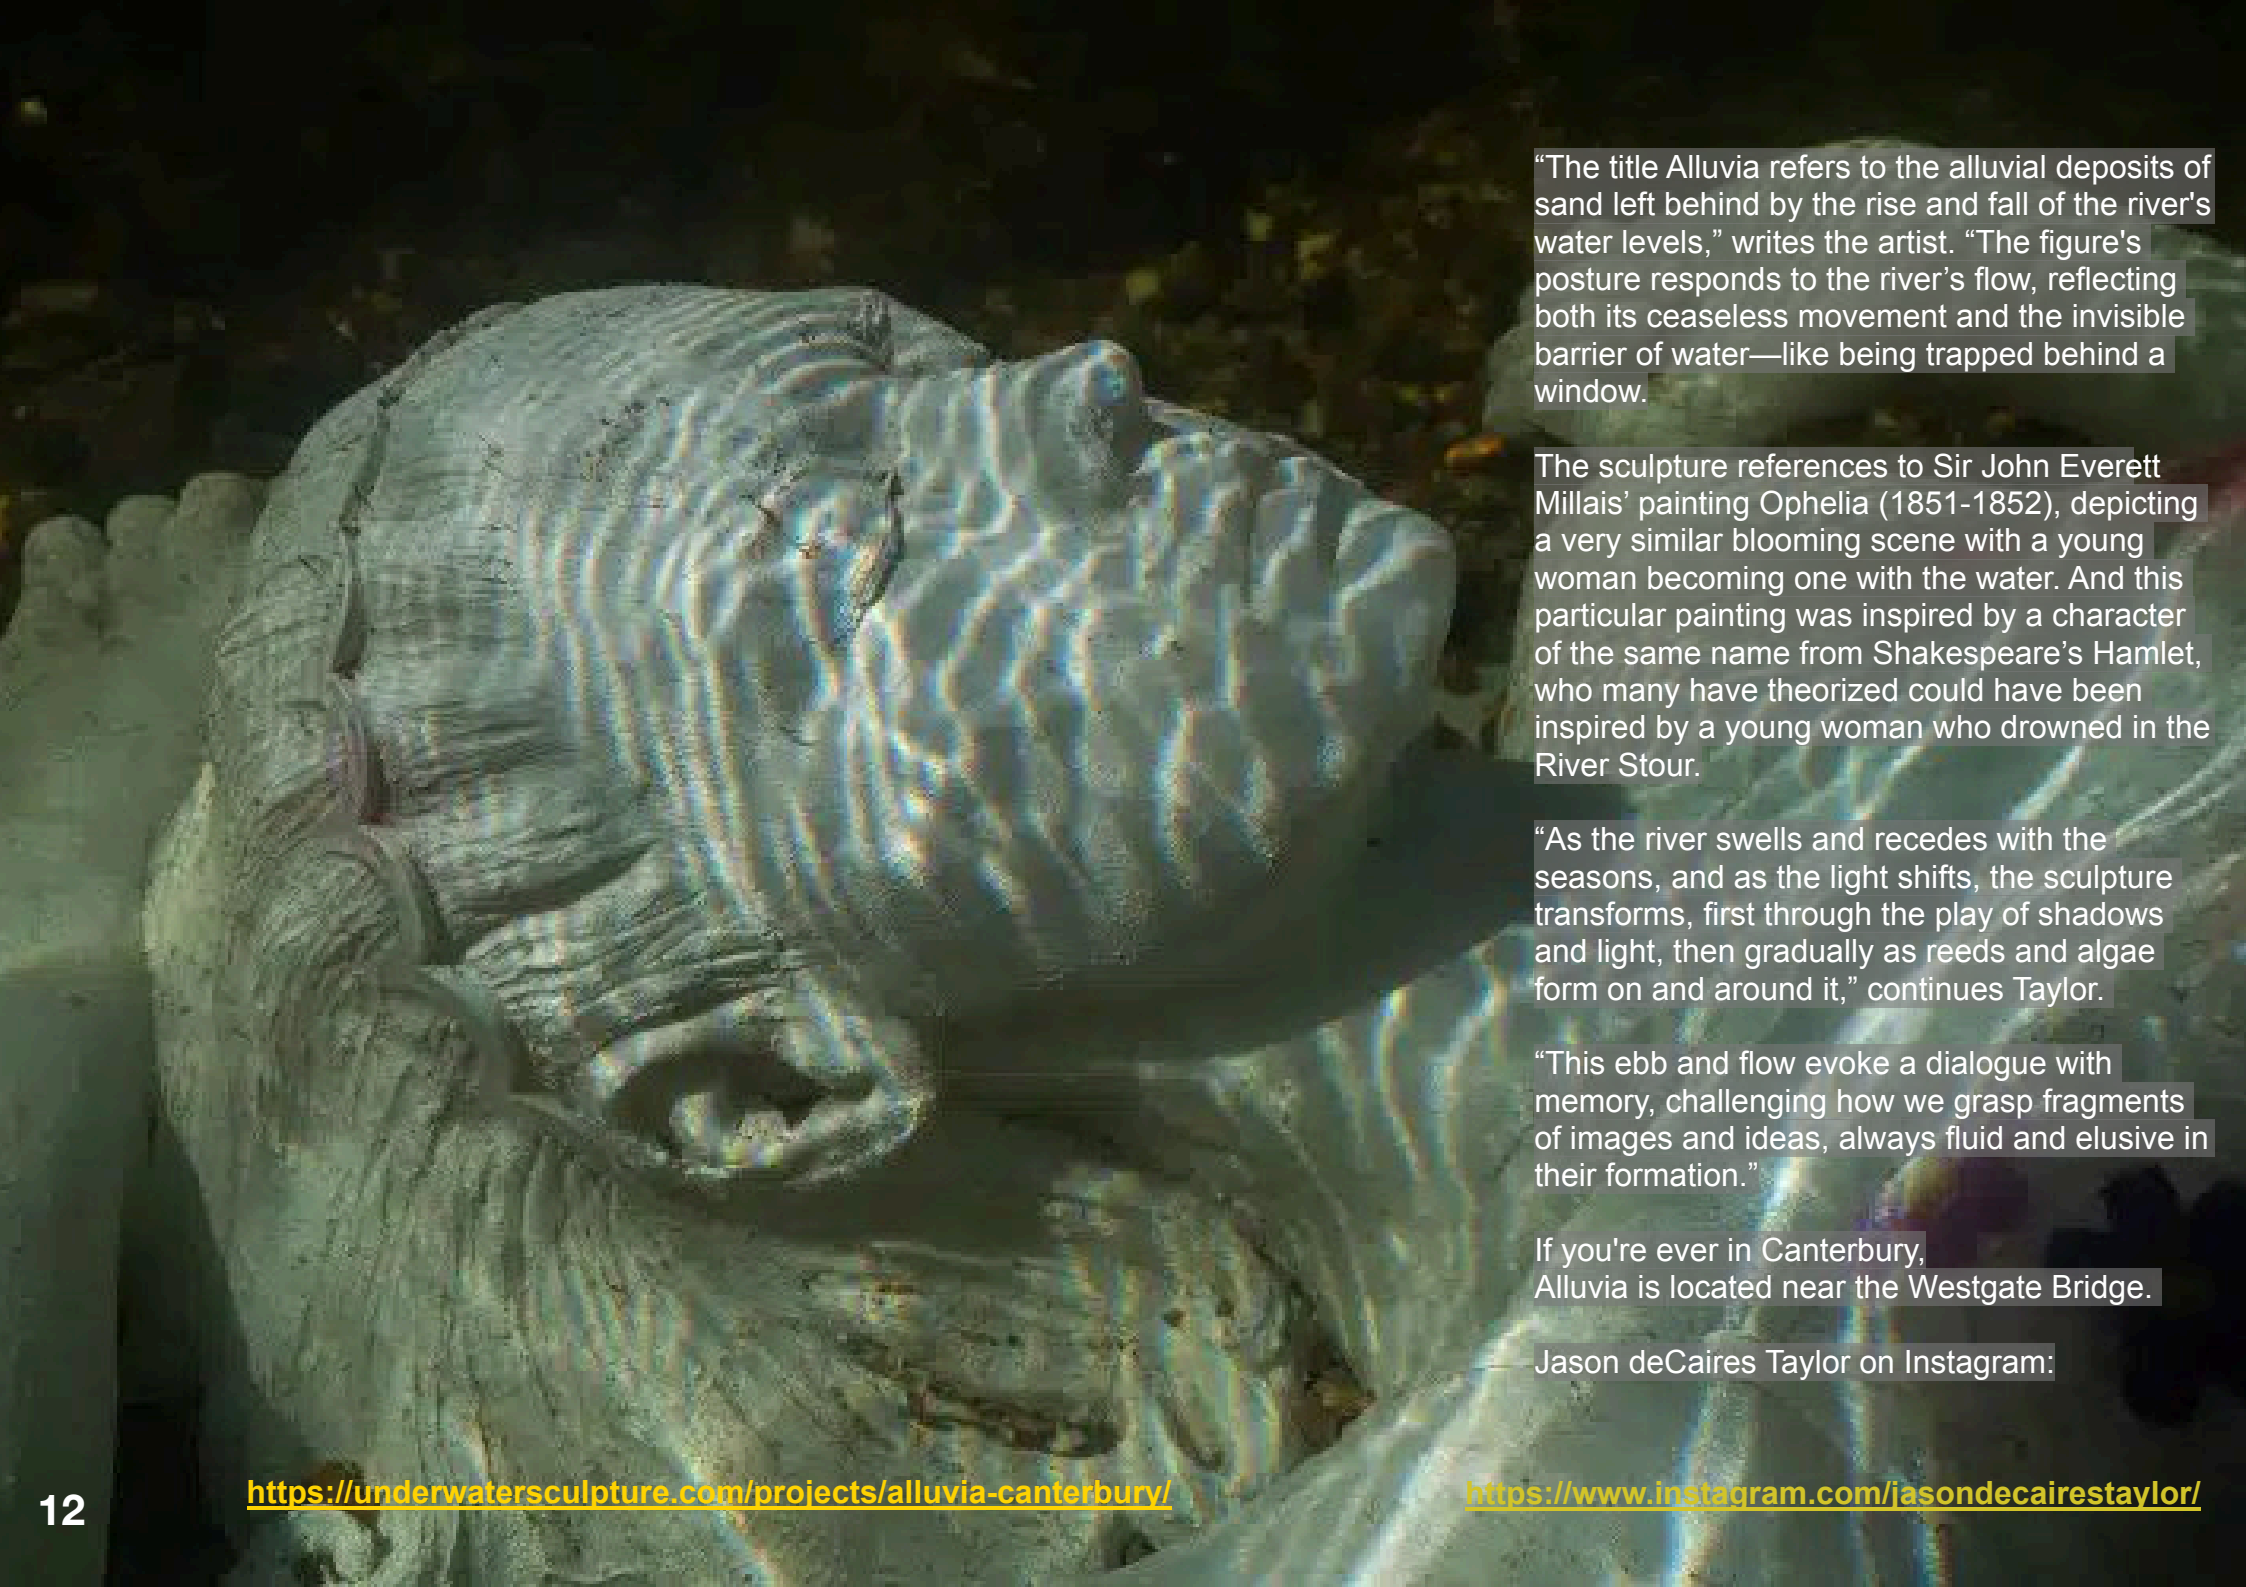 “The title Alluvia refers to the alluvial deposits of
sand left behind by the rise and fall of the river's
water levels,” writes the artist. “The figure's
posture responds to the river’s flow, reflecting
both its ceaseless movement and the invisible
barrier of water—like being trapped behind a
window.
The sculpture references to Sir John Everett
Millais’ painting Ophelia (1851-1852), depicting
a very similar blooming scene with a young
woman becoming one with the water. And this
particular painting was inspired by a character
of the same name from Shakespeare’s Hamlet,
who many have theorized could have been
inspired by a young woman who drowned in the
River Stour.
“As the river swells and recedes with the
seasons, and as the light shifts, the sculpture
transforms, first through the play of shadows
and light, then gradually as reeds and algae
form on and around it,” continues Taylor.
“This ebb and flow evoke a dialogue with
memory, challenging how we grasp fragments
of images and ideas, always fluid and elusive in
their formation.”
If you're ever in Canterbury,
Alluvia is located near the Westgate Bridge.
Jason deCaires Taylor on Instagram:
https://underwatersculpture.com/projects/alluvia-canterbury/
https://www.instagram.com/jasondecairestaylor/
12